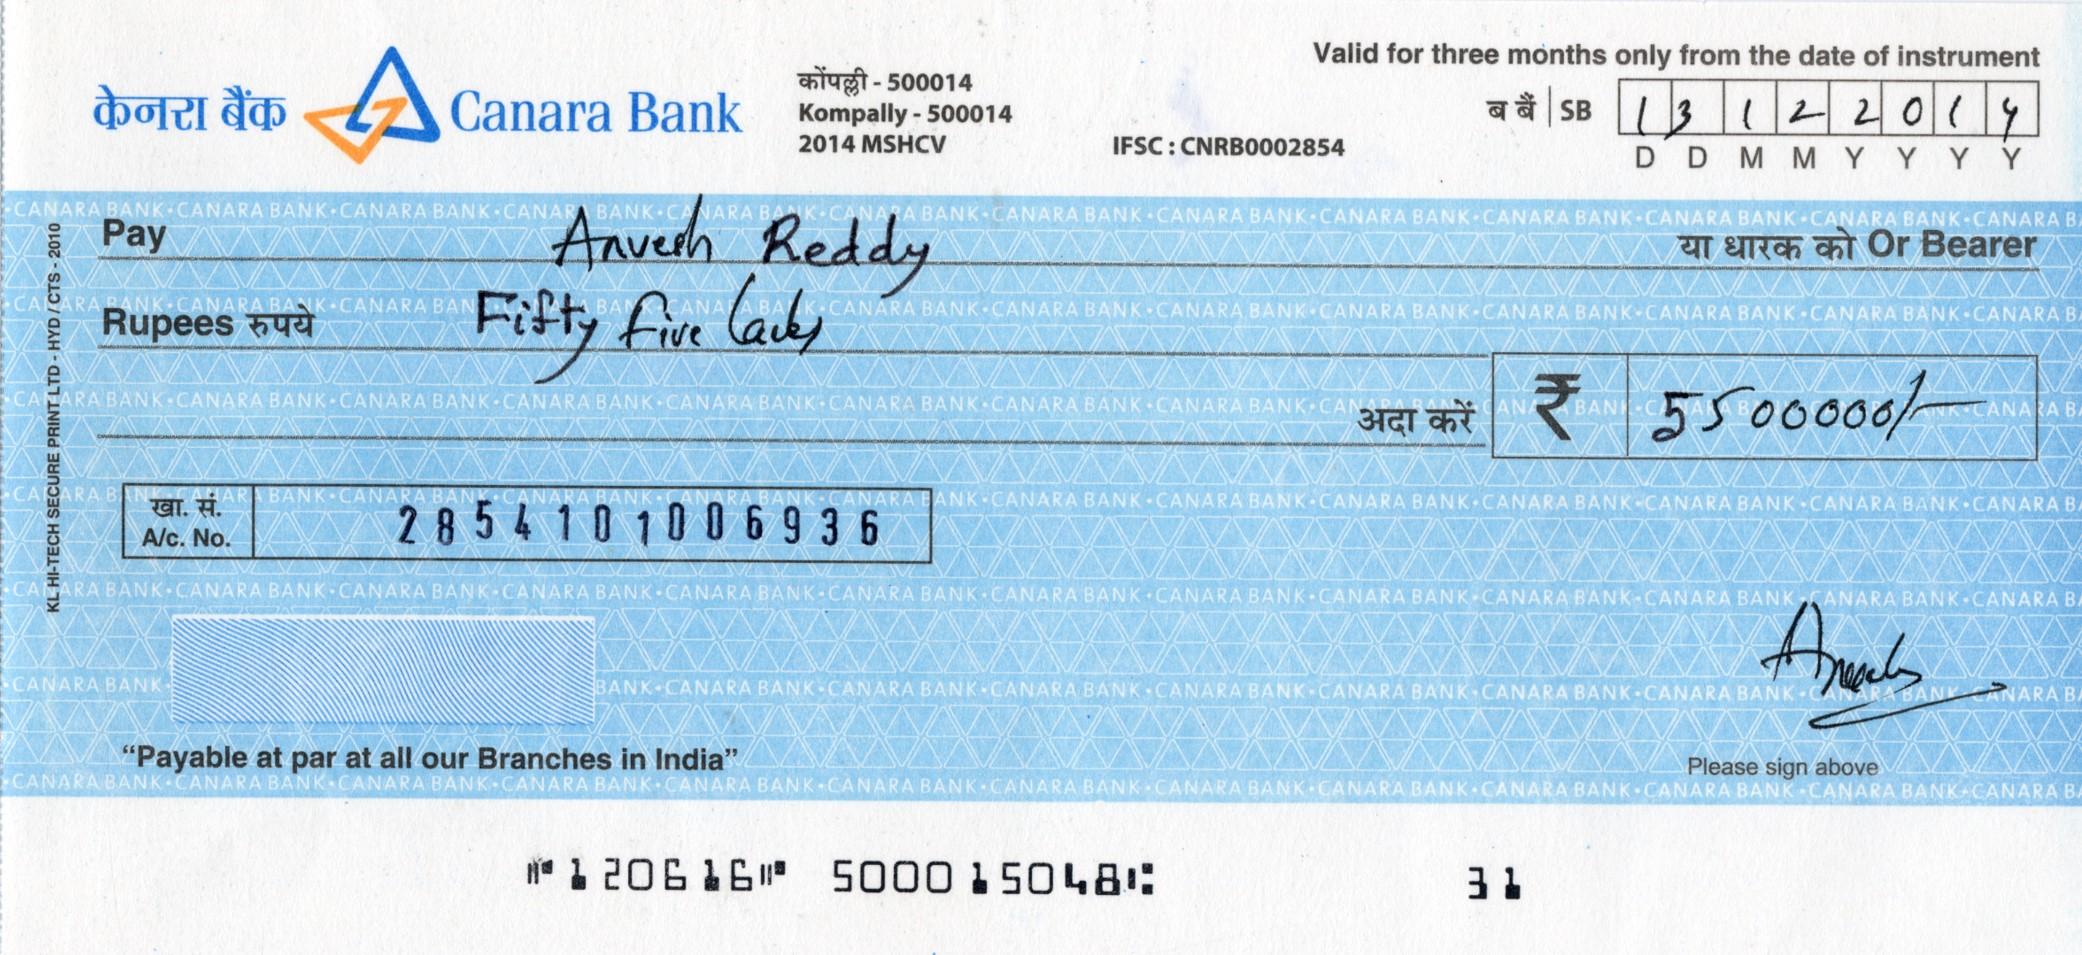 Valid for three months only from the date of instrument
केनरा बैंक Canara Bank
कोंपल्ली - 500014
Kompally - 500014
2014 MSHCV
IFSC : CNRB0002854
ब बैं | SB 1 3 1 2 2 0 1 4
D D M M Y Y Y Y
Pay Anvesh Reddy या धारक को Or Bearer
Rupees रुपये Fifty five lacks
अदा करें ₹ 5500000/-
खा. सं.
A/c. No. 2854101006936
KL HI-TECH SECURE PRINT LTD - HYD / CTS - 2010
"Payable at par at all our Branches in India"
Please sign above
⑈120616⑈ 500015048⑆ 31